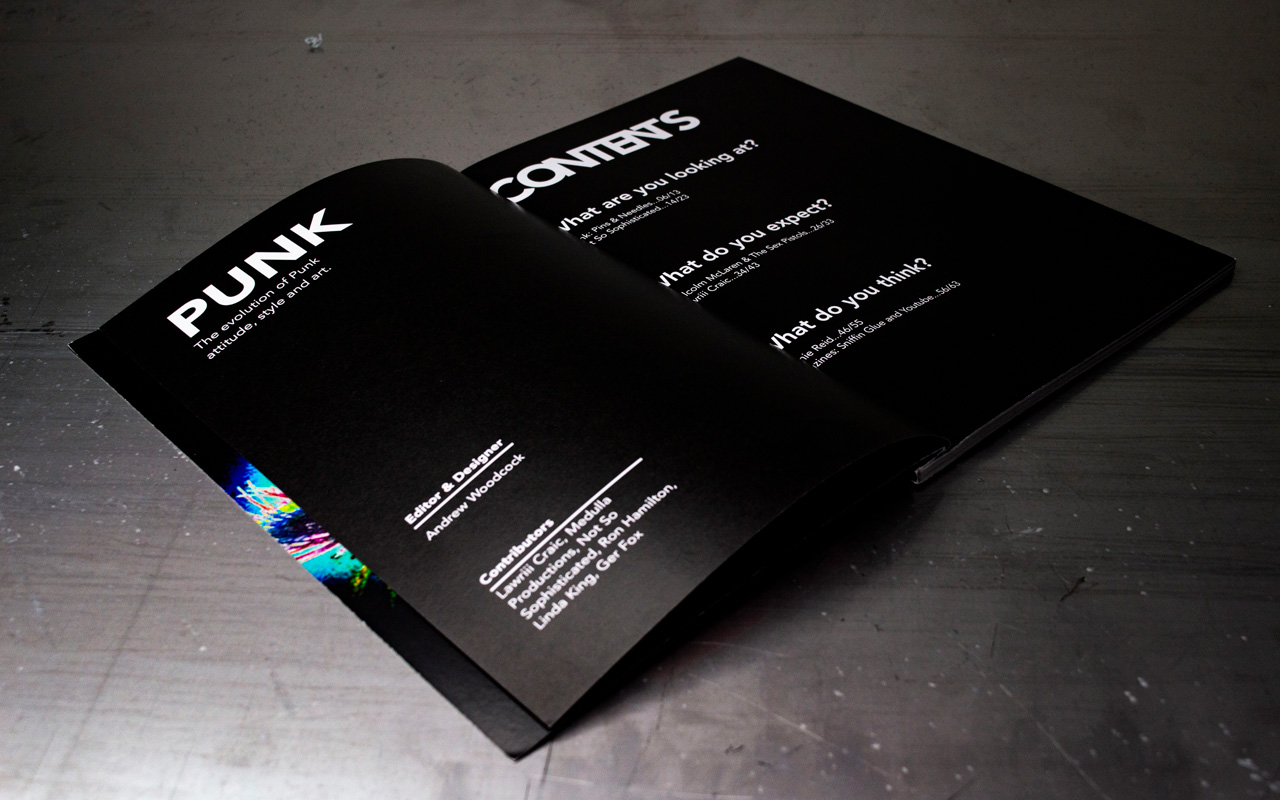 PUNK
The evolution of Punk
attitude, style and art.
Editor & Designer
Andrew Woodcock
Contributors
Lawriii Craic, Medulla
Productions, Not So
Sophisticated, Ron Hamilton,
Linda King, Ger Fox
CONTENTS
What are you looking at?
Pins & Needles...06/13
So Sophisticated...14/23
What do you expect?
McLaren & The Sex Pistols...26/33
Craic...34/43
What do you think?
Reid...46/55
Sniffin Glue and Youtube...56/63